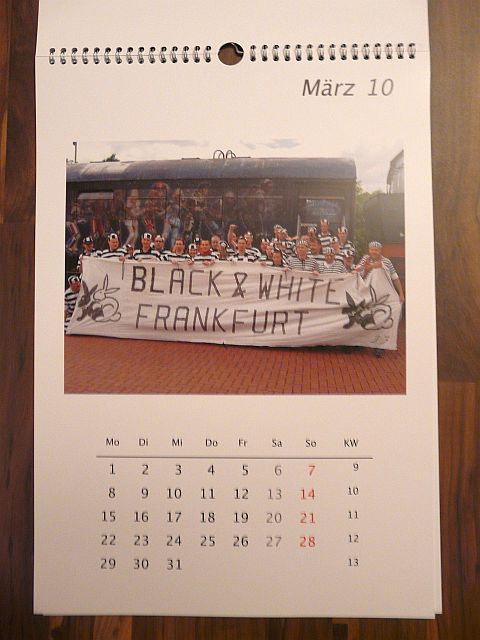 März 10
BLACK & WHITE
FRANKFURT
Mo Di Mi Do Fr Sa So KW
1 2 3 4 5 6 7 9
8 9 10 11 12 13 14 10
15 16 17 18 19 20 21 11
22 23 24 25 26 27 28 12
29 30 31 13